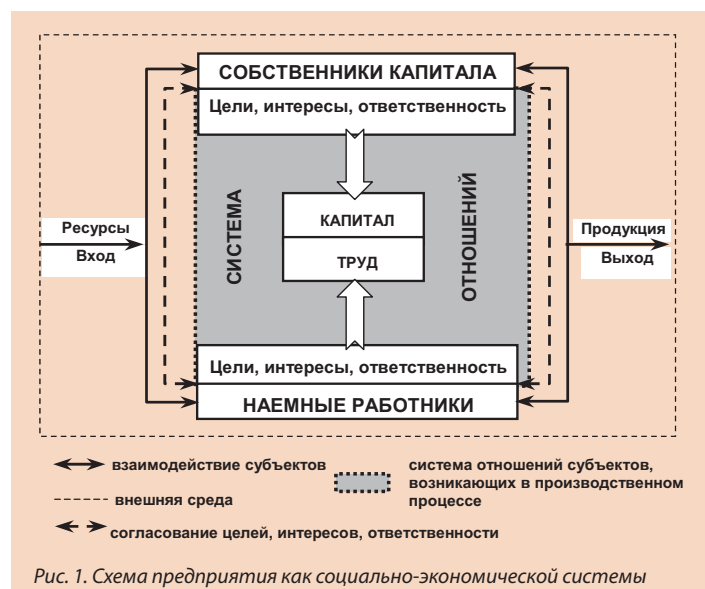 СОБСТВЕННИКИ КАПИТАЛА
Цели, интересы, ответственность
СИСТЕМА
ОТНОШЕНИЙ
КАПИТАЛ
ТРУД
Ресурсы
Вход
Продукция
Выход
Цели, интересы, ответственность
НАЕМНЫЕ РАБОТНИКИ
взаимодействие субъектов
внешняя среда
согласование целей, интересов, ответственности
система отношений субъектов,
возникающих в производственном
процессе
Рис. 1. Схема предприятия как социально-экономической системы